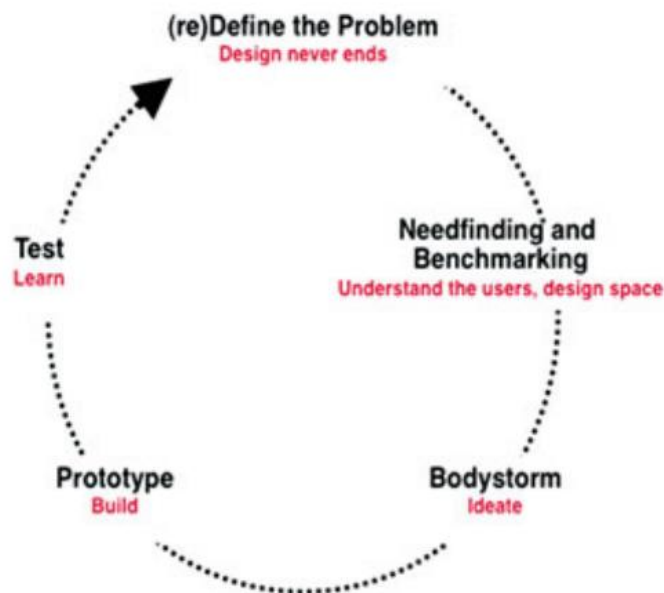 (re)Define the Problem
Design never ends
Needfinding and
Benchmarking
Understand the users, design space
Bodystorm
Ideate
Prototype
Build
Test
Learn